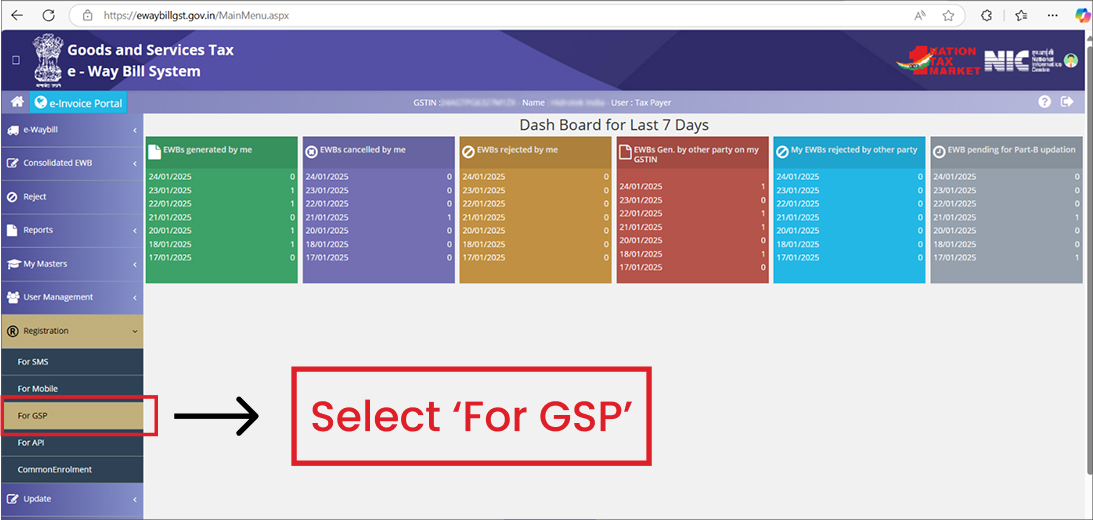 https://ewaybillgst.gov.in/MainMenu.aspx
Goods and Services Tax
e - Way Bill System
NATION
TAX
MARKET
NIC
एन आई सी
National
Informatics
Centre
e-Invoice Portal
GSTIN : Name : User : Tax Payer
Dash Board for Last 7 Days
e-Waybill
Consolidated EWB
Reject
Reports
My Masters
User Management
Registration
For SMS
For Mobile
For GSP
For API
CommonEnrolment
Update
EWBs generated by me
24/01/2025 0
23/01/2025 1
22/01/2025 1
21/01/2025 0
20/01/2025 1
18/01/2025 1
17/01/2025 0
EWBs cancelled by me
24/01/2025 0
23/01/2025 0
22/01/2025 0
21/01/2025 1
20/01/2025 0
18/01/2025 0
17/01/2025 0
EWBs rejected by me
24/01/2025 0
23/01/2025 0
22/01/2025 0
21/01/2025 0
20/01/2025 0
18/01/2025 0
17/01/2025 0
EWBs Gen. by other party on my
GSTIN
24/01/2025 1
23/01/2025 0
22/01/2025 1
21/01/2025 1
20/01/2025 0
18/01/2025 1
17/01/2025 0
My EWBs rejected by other party
24/01/2025 0
23/01/2025 0
22/01/2025 0
21/01/2025 0
20/01/2025 0
18/01/2025 0
17/01/2025 0
EWB pending for Part-B updation
24/01/2025 0
23/01/2025 0
22/01/2025 0
21/01/2025 0
20/01/2025 0
18/01/2025 0
17/01/2025 1
Select ‘For GSP’